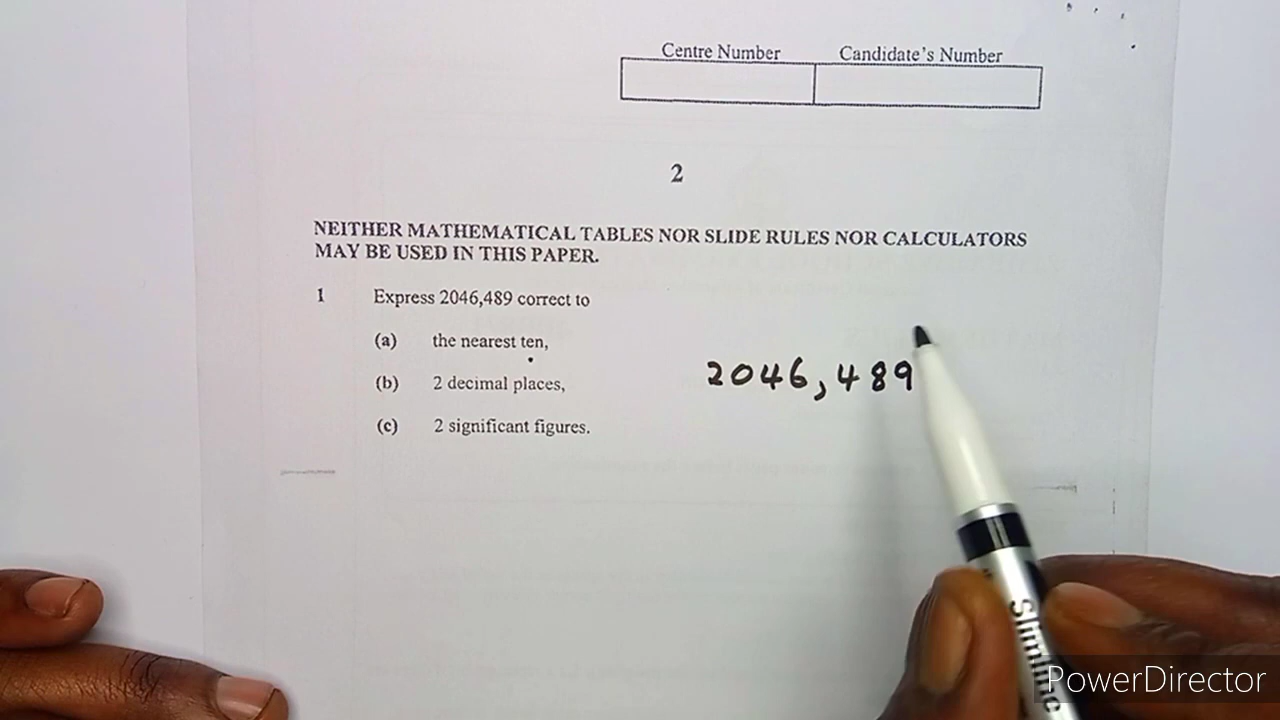 Centre Number Candidate's Number
2
NEITHER MATHEMATICAL TABLES NOR SLIDE RULES NOR CALCULATORS
MAY BE USED IN THIS PAPER.
1 Express 2046,489 correct to
(a) the nearest ten,
(b) 2 decimal places,
(c) 2 significant figures.
2046,489
Slimline
PowerDirector